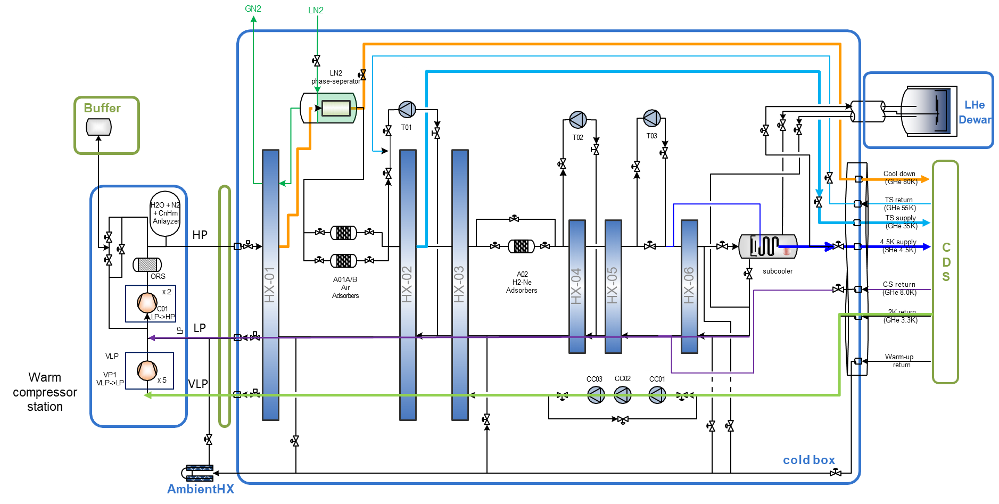 GN2
LN2
LN2
phase-seperator
Buffer
T01
T02
T03
LHe
Dewar
Cool down
(GHe 80K)
TS return
(GHe 55K)
TS supply
(GHe 35K)
4.5K supply
(SHe 4.5K)
CS return
(GHe 8.0K)
2K return
(GHe 3.3K)
Warm-up
return
C
D
S
H2O + N2
+ CnHm
Anlayzer
HP
ORS
x 2
C01
LP->HP
LP
LP
VLP
VP1
VLP->LP
x 5
VLP
Warm
compressor
station
HX-01
A01A/B
Air
Adsorbers
HX-02
HX-03
A02
H2-Ne
Adsorbers
HX-04
HX-05
HX-06
subcooler
CC03
CC02
CC01
cold box
AmbientHX